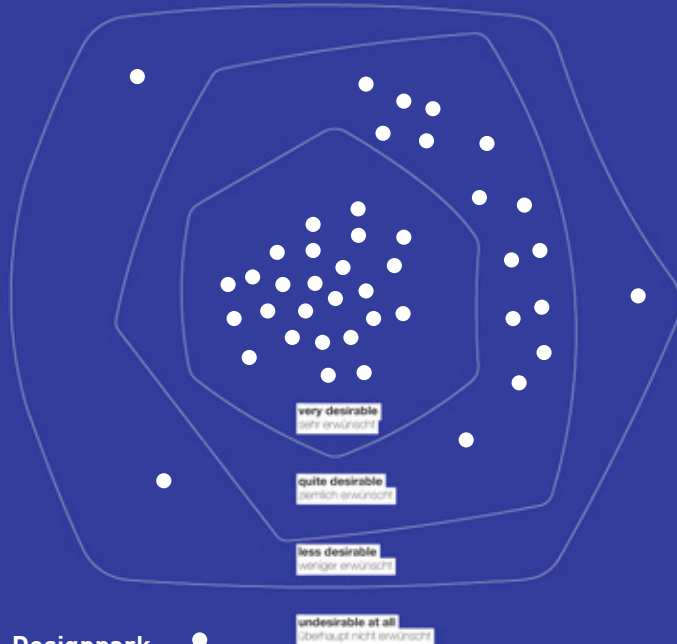 very desirable
sehr erwünscht
quite desirable
ziemlich erwünscht
less desirable
weniger erwünscht
undesirable at all
überhaupt nicht erwünscht
Designpark